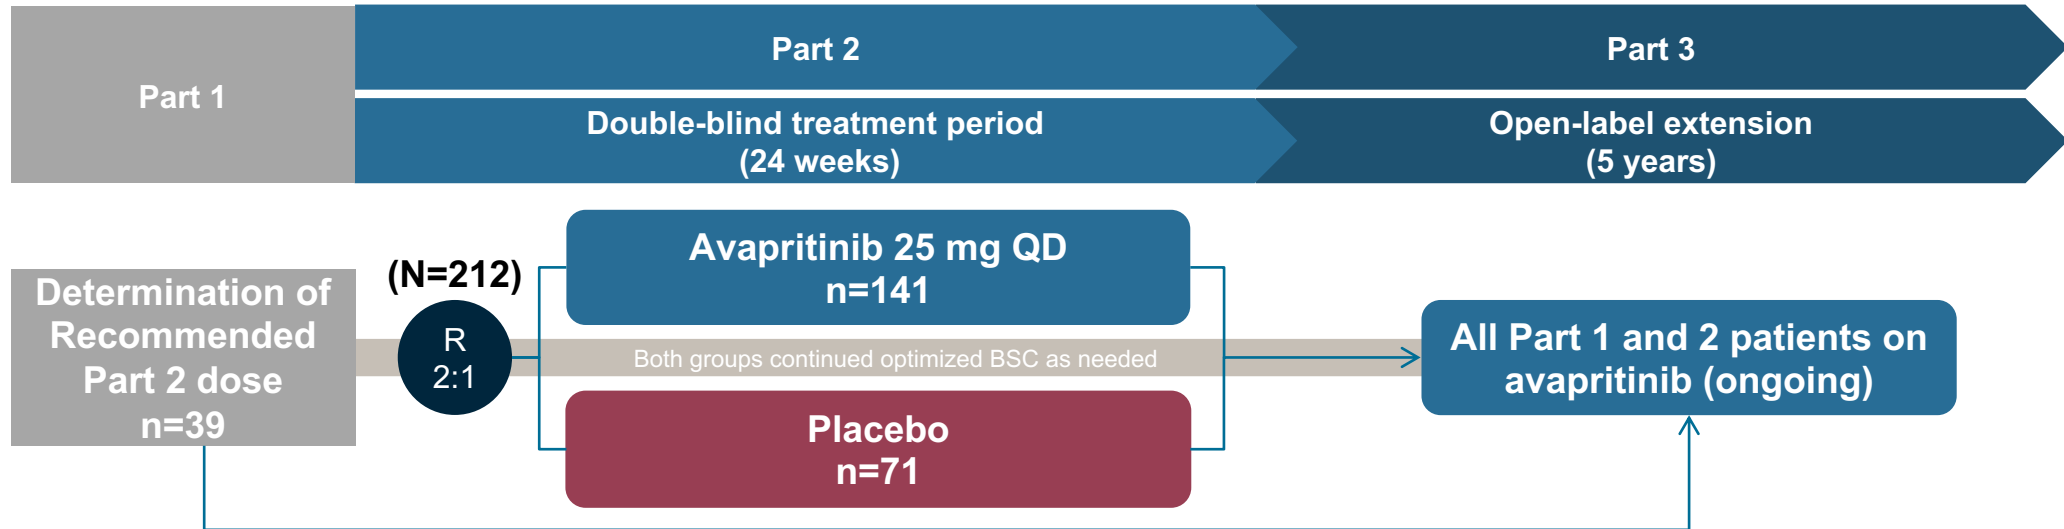 Part 1
Part 2
Part 3
Double-blind treatment period
(24 weeks)
Open-label extension
(5 years)
Determination of
Recommended
Part 2 dose
n=39
(N=212)
R
2:1
Avapritinib 25 mg QD
n=141
Both groups continued optimized BSC as needed
Placebo
n=71
All Part 1 and 2 patients on
avapritinib (ongoing)